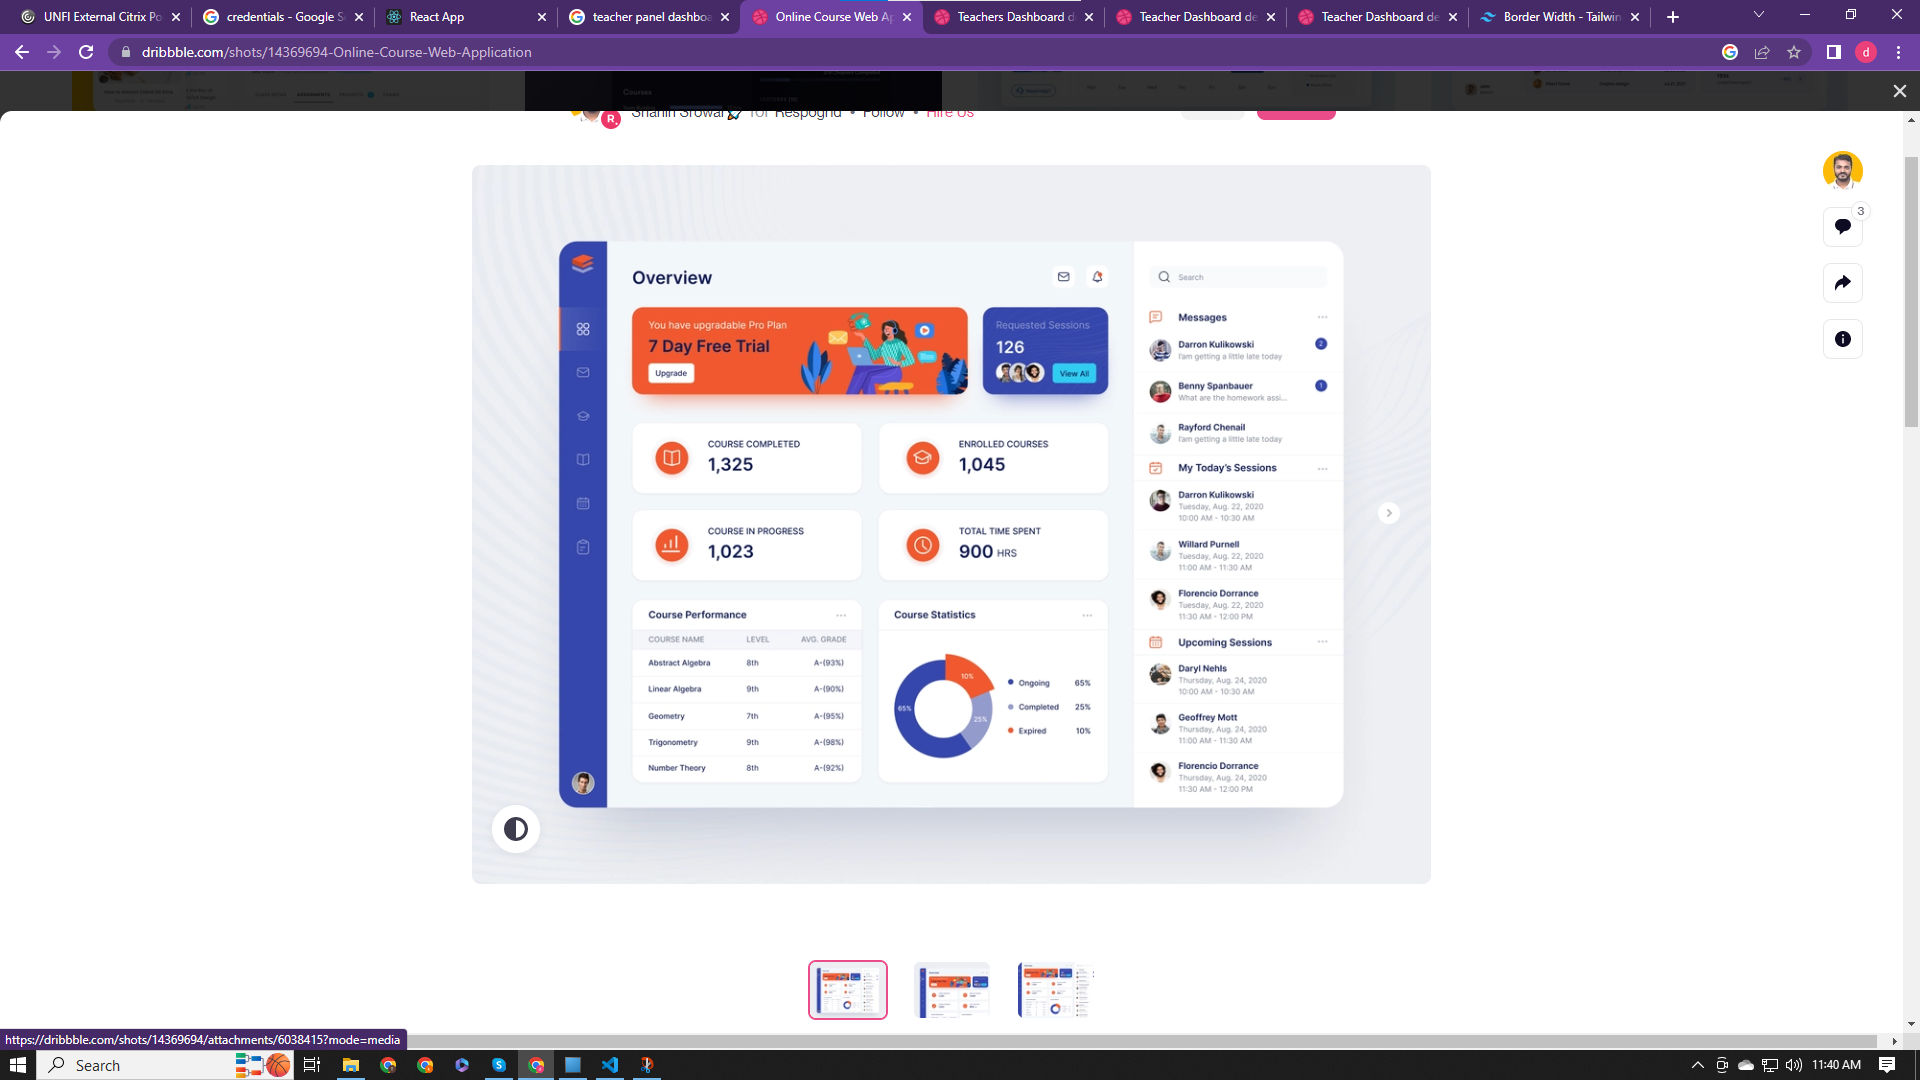 UNFI External Citrix Po
credentials - Google S
React App
teacher panel dashboa
Online Course Web Ap
Teachers Dashboard d
Teacher Dashboard de
Teacher Dashboard de
Border Width - Tailwin
dribbble.com/shots/14369694-Online-Course-Web-Application
d
Courses
R.
for Respogrid • Follow • Hire Us
3
Overview
Search
You have upgradable Pro Plan
7 Day Free Trial
Upgrade
Requested Sessions
126
View All
COURSE COMPLETED
1,325
ENROLLED COURSES
1,045
COURSE IN PROGRESS
1,023
TOTAL TIME SPENT
900 HRS
Course Performance
COURSE NAME LEVEL AVG. GRADE
Abstract Algebra 8th A-(93%)
Linear Algebra 9th A-(90%)
Geometry 7th A-(95%)
Trigonometry 9th A-(98%)
Number Theory 8th A-(92%)
Course Statistics
10%
65%
25%
Ongoing 65%
Completed 25%
Expired 10%
Messages
Darron Kulikowski 2
I'am getting a little late today
Benny Spanbauer 1
What are the homework assi...
Rayford Chenail
I'am getting a little late today
My Today's Sessions
Darron Kulikowski
Tuesday, Aug. 22, 2020
10:00 AM - 10:30 AM
Willard Purnell
Tuesday, Aug. 22, 2020
11:00 AM - 11:30 AM
Florencio Dorrance
Tuesday, Aug. 22, 2020
11:30 AM - 12:00 PM
Upcoming Sessions
Daryl Nehls
Thursday, Aug. 24, 2020
10:00 AM - 10:30 AM
Geoffrey Mott
Thursday, Aug. 24, 2020
11:00 AM - 11:30 AM
Florencio Dorrance
Thursday, Aug. 24, 2020
11:30 AM - 12:00 PM
https://dribbble.com/shots/14369694/attachments/6038415?mode=media
Search
11:40 AM